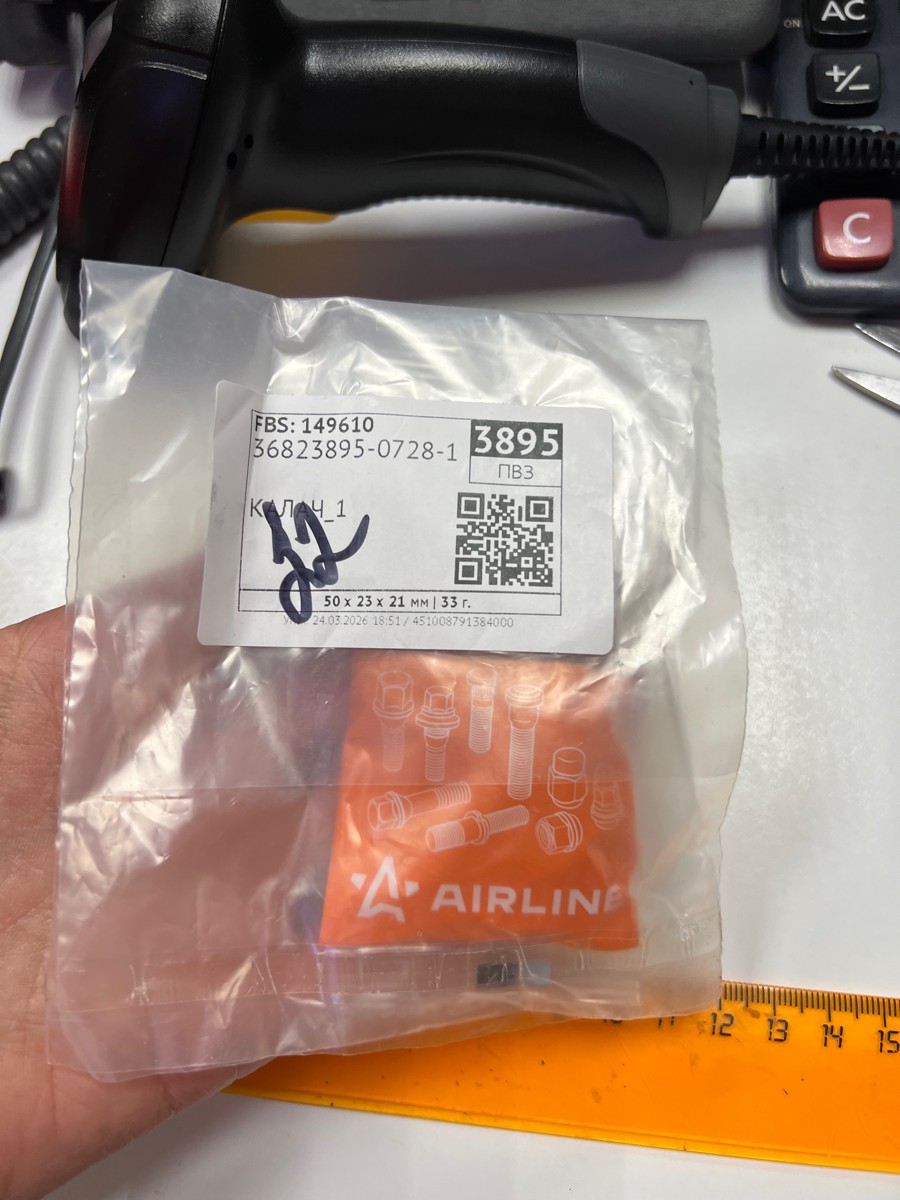 AC
ON
+/−
C
FBS: 149610
36823895-0728-1
3895
ПВЗ
КАЛАЧ_1
50 x 23 x 21 мм | 33 г.
24.03.2026 18:51 / 451008791384000
AIRLINE
11 12 13 14 15